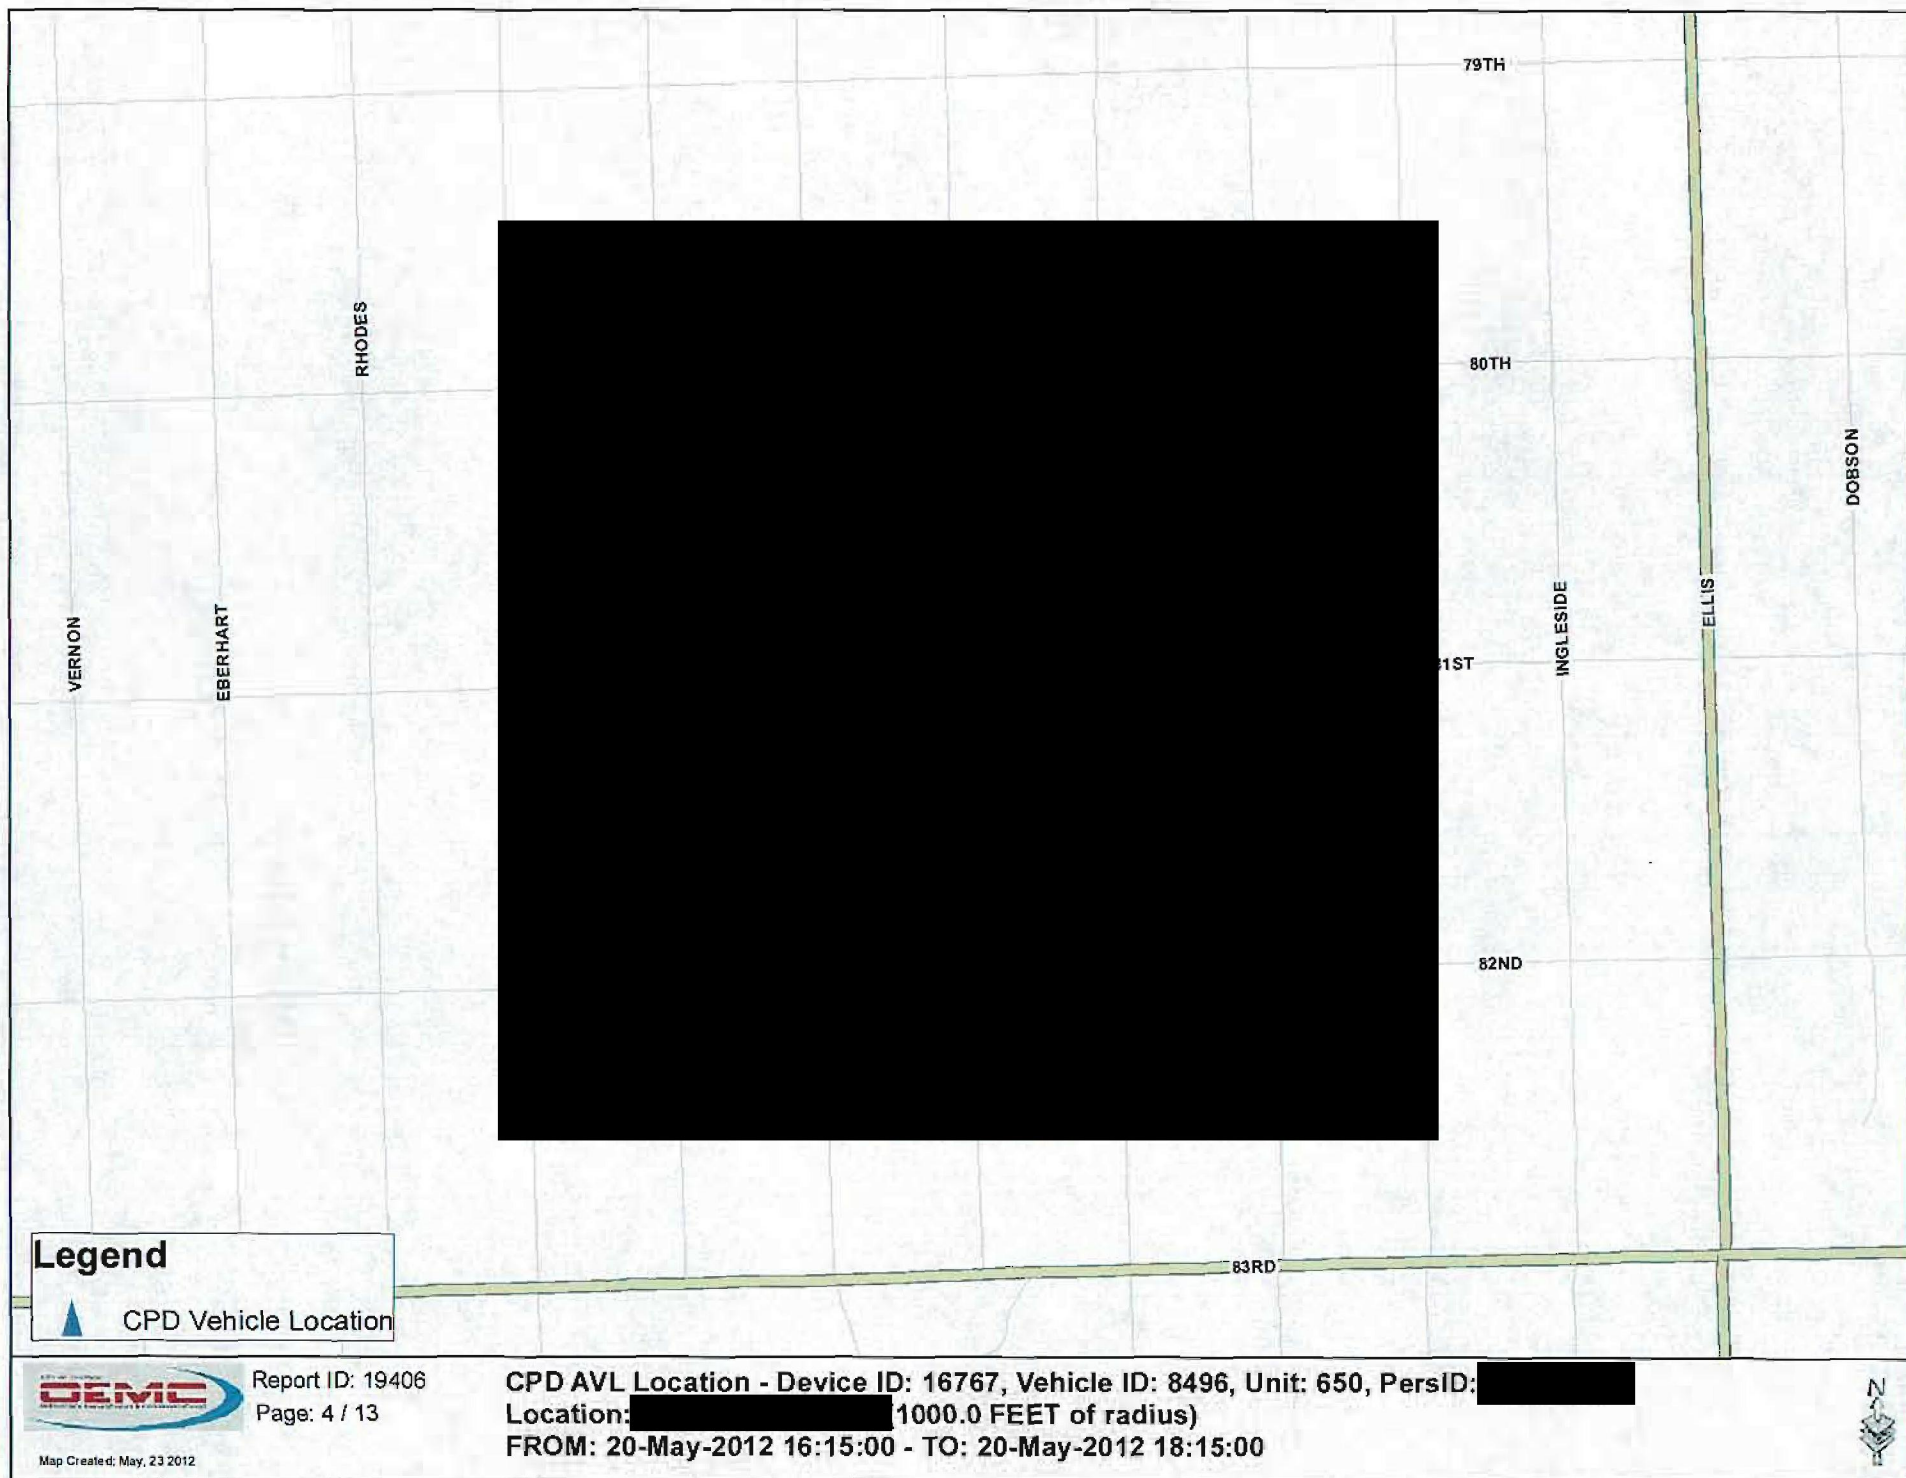 79TH
RHODES
80TH
DOBSON
VERNON
EBERHART
INGLESIDE
ELLIS
1ST
82ND
83RD
Legend
CPD Vehicle Location
OEMC
Report ID: 19406
Page: 4 / 13
Map Created; May, 23 2012
CPD AVL Location - Device ID: 16767, Vehicle ID: 8496, Unit: 650, PersID:
Location: 1000.0 FEET of radius)
FROM: 20-May-2012 16:15:00 - TO: 20-May-2012 18:15:00
N